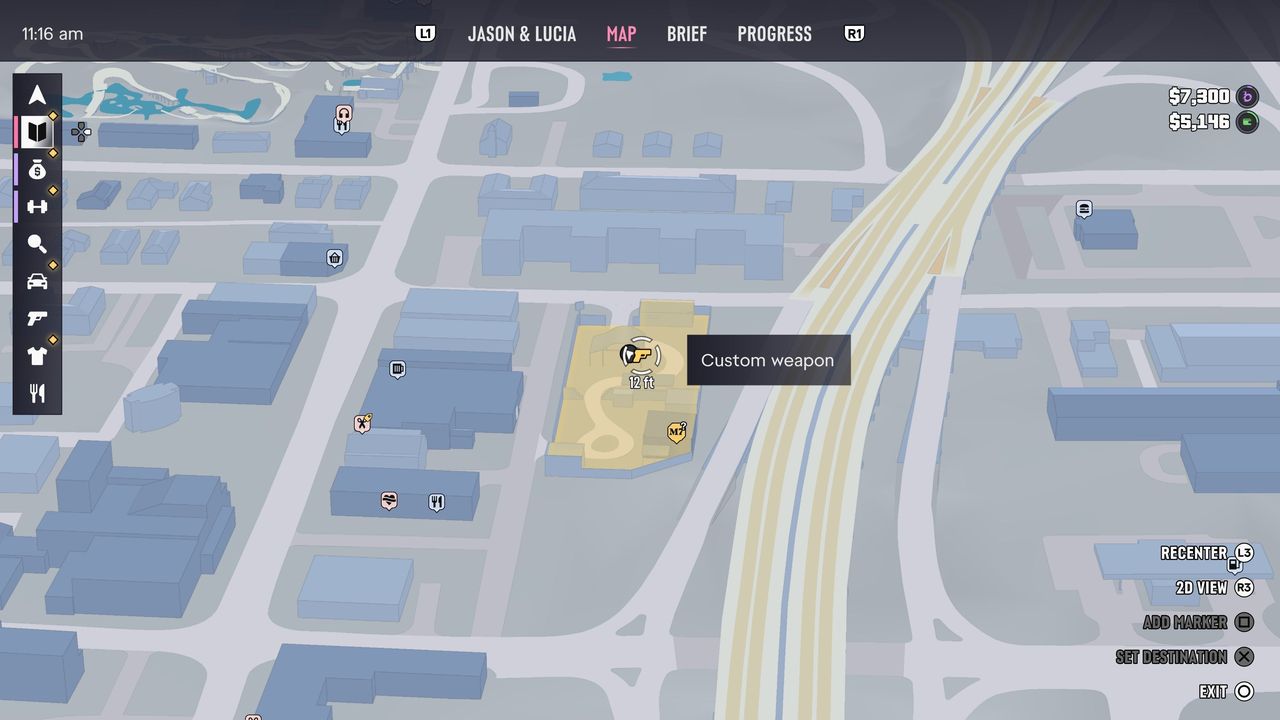 11:16 am
L1 JASON & LUCIA MAP BRIEF PROGRESS R1
$7,300
$5,146
Custom weapon
12 ft
M?
RECENTER L3
2D VIEW R3
ADD MARKER
SET DESTINATION
EXIT